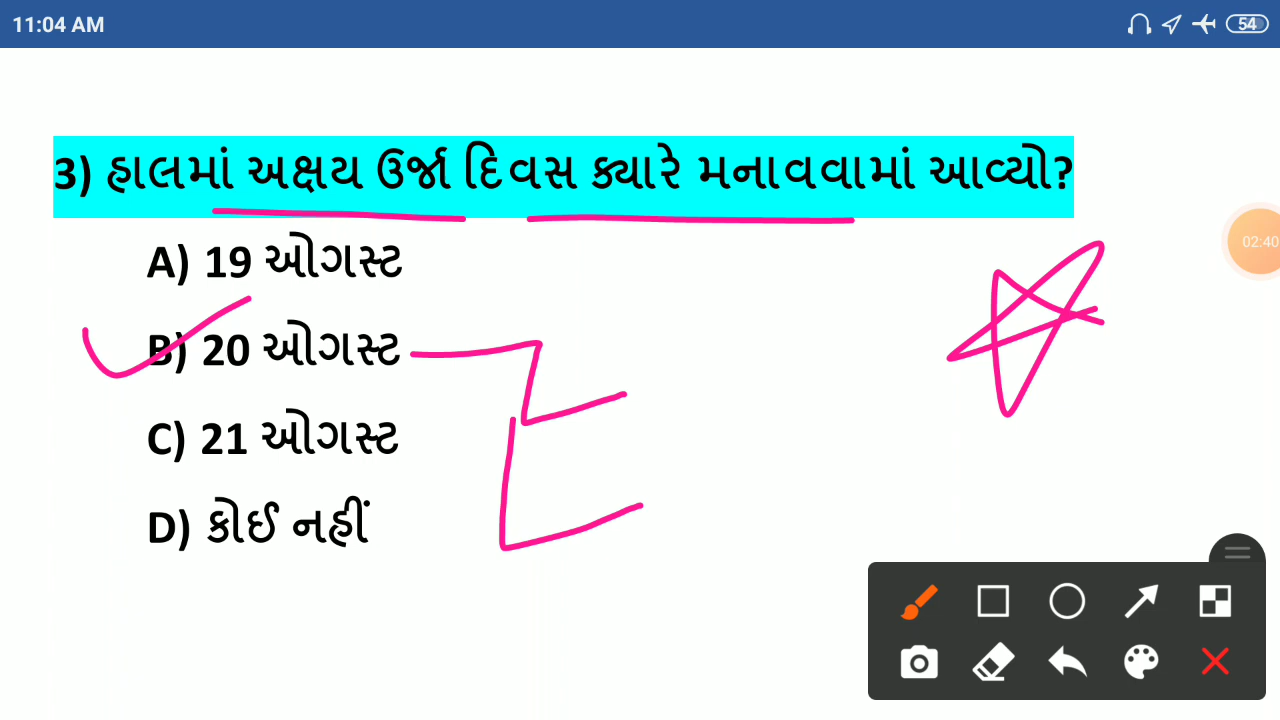 11:04 AM
54
3) હાલમાં અક્ષય ઉર્જા દિવસ ક્યારે મનાવવામાં આવ્યો?
A) 19 ઓગસ્ટ
02:40
B) 20 ઓગસ્ટ
C) 21 ઓગસ્ટ
D) કોઈ નહીં